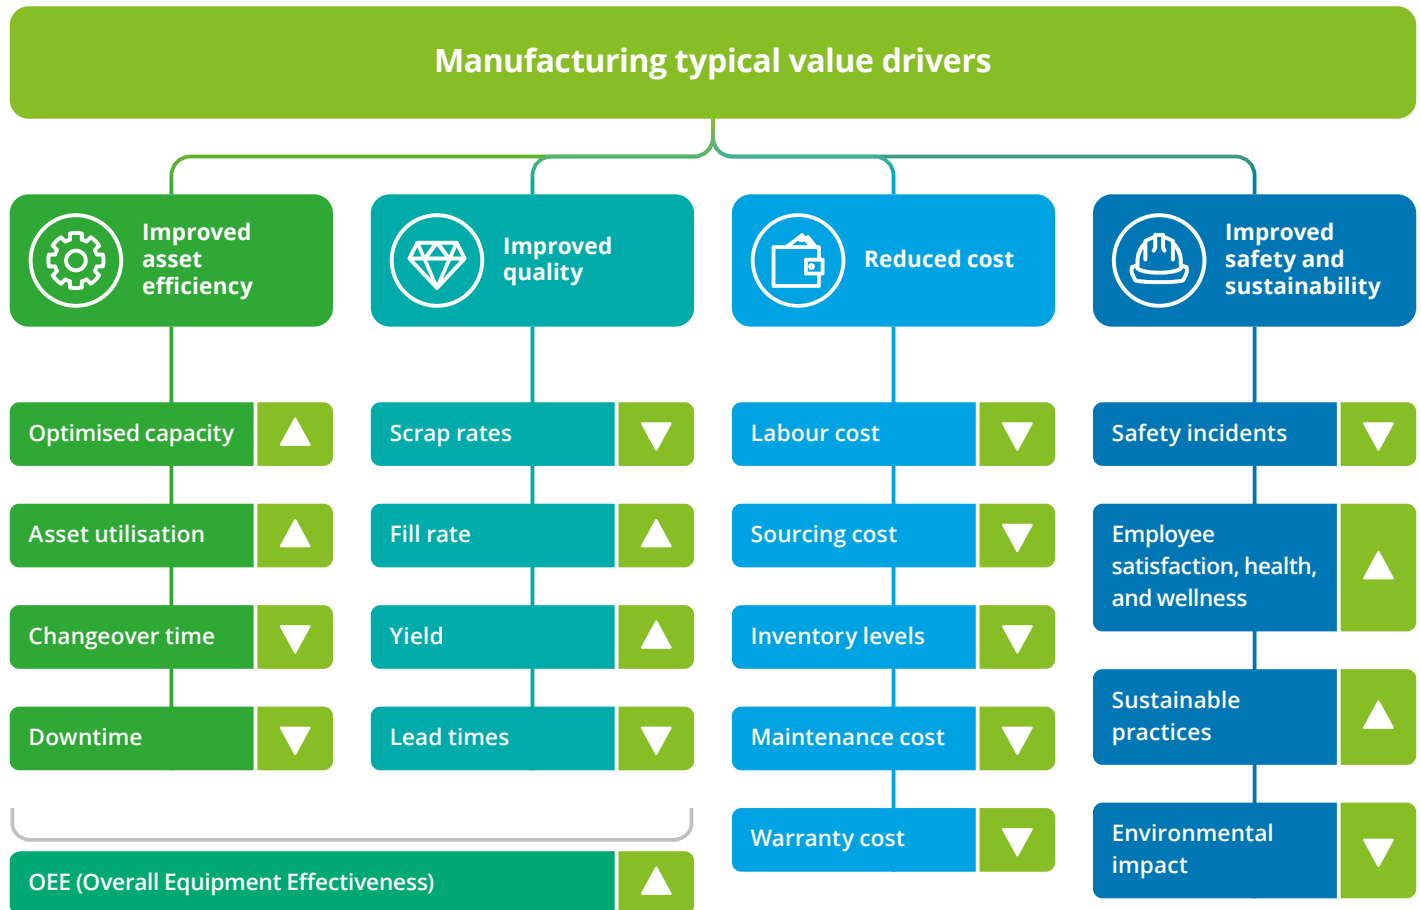 Manufacturing typical value drivers
Improved
asset
efficiency
Optimised capacity
Asset utilisation
Changeover time
Downtime
Improved
quality
Scrap rates
Fill rate
Yield
Lead times
OEE (Overall Equipment Effectiveness)
Reduced cost
Labour cost
Sourcing cost
Inventory levels
Maintenance cost
Warranty cost
Improved
safety and
sustainability
Safety incidents
Employee
satisfaction, health,
and wellness
Sustainable
practices
Environmental
impact